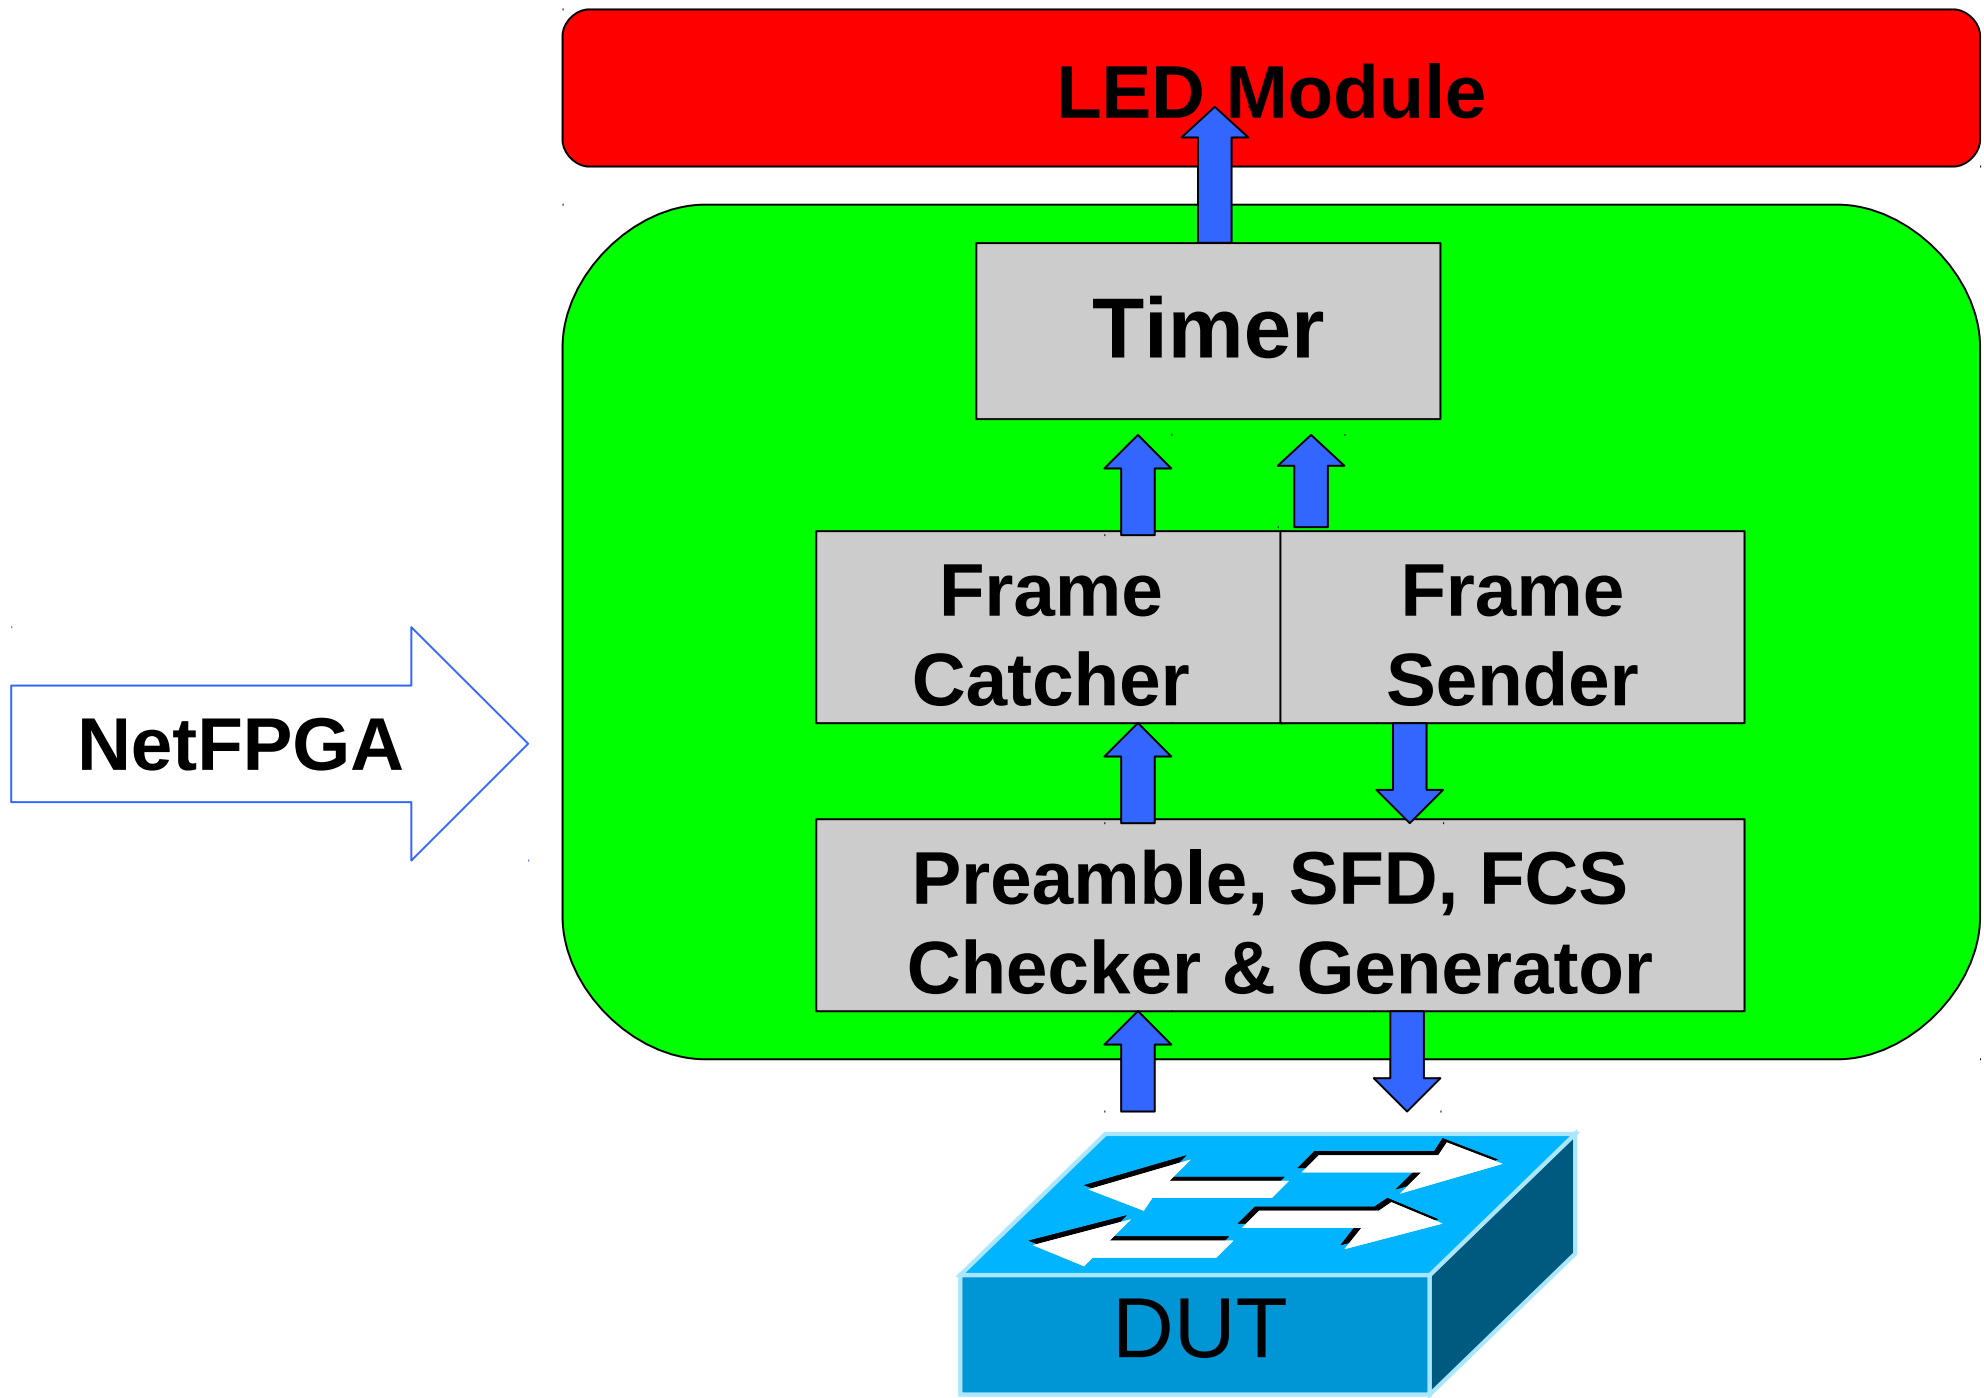 LED Module
Timer
Frame
Catcher
Frame
Sender
NetFPGA
Preamble, SFD, FCS
Checker & Generator
DUT